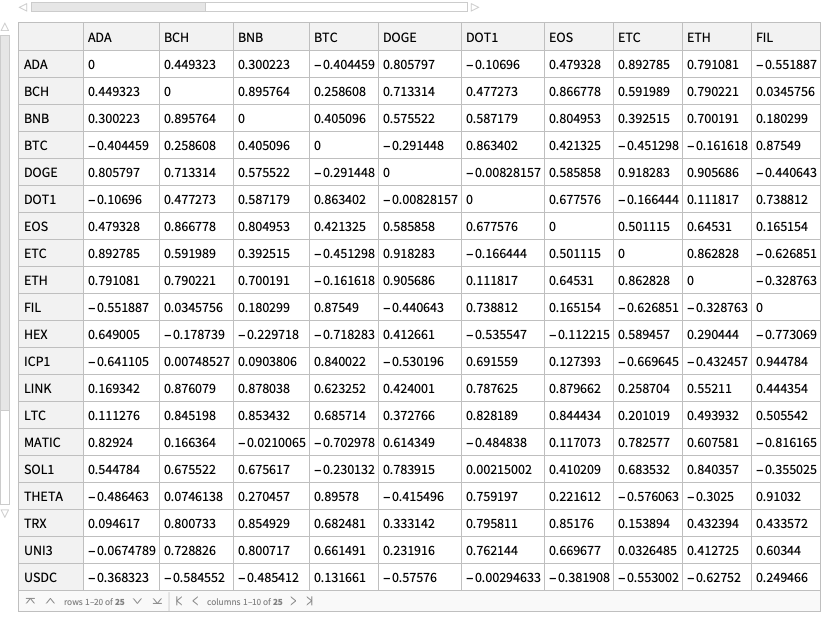 ADA BCH BNB BTC DOGE DOT1 EOS ETC ETH FIL
ADA 0 0.449323 0.300223 −0.404459 0.805797 −0.10696 0.479328 0.892785 0.791081 −0.551887
BCH 0.449323 0 0.895764 0.258608 0.713314 0.477273 0.866778 0.591989 0.790221 0.0345756
BNB 0.300223 0.895764 0 0.405096 0.575522 0.587179 0.804953 0.392515 0.700191 0.180299
BTC −0.404459 0.258608 0.405096 0 −0.291448 0.863402 0.421325 −0.451298 −0.161618 0.87549
DOGE 0.805797 0.713314 0.575522 −0.291448 0 −0.00828157 0.585858 0.918283 0.905686 −0.440643
DOT1 −0.10696 0.477273 0.587179 0.863402 −0.00828157 0 0.677576 −0.166444 0.111817 0.738812
EOS 0.479328 0.866778 0.804953 0.421325 0.585858 0.677576 0 0.501115 0.64531 0.165154
ETC 0.892785 0.591989 0.392515 −0.451298 0.918283 −0.166444 0.501115 0 0.862828 −0.626851
ETH 0.791081 0.790221 0.700191 −0.161618 0.905686 0.111817 0.64531 0.862828 0 −0.328763
FIL −0.551887 0.0345756 0.180299 0.87549 −0.440643 0.738812 0.165154 −0.626851 −0.328763 0
HEX 0.649005 −0.178739 −0.229718 −0.718283 0.412661 −0.535547 −0.112215 0.589457 0.290444 −0.773069
ICP1 −0.641105 0.00748527 0.0903806 0.840022 −0.530196 0.691559 0.127393 −0.669645 −0.432457 0.944784
LINK 0.169342 0.876079 0.878038 0.623252 0.424001 0.787625 0.879662 0.258704 0.55211 0.444354
LTC 0.111276 0.845198 0.853432 0.685714 0.372766 0.828189 0.844434 0.201019 0.493932 0.505542
MATIC 0.82924 0.166364 −0.0210065 −0.702978 0.614349 −0.484838 0.117073 0.782577 0.607581 −0.816165
SOL1 0.544784 0.675522 0.675617 −0.230132 0.783915 0.00215002 0.410209 0.683532 0.840357 −0.355025
THETA −0.486463 0.0746138 0.270457 0.89578 −0.415496 0.759197 0.221612 −0.576063 −0.3025 0.91032
TRX 0.094617 0.800733 0.854929 0.682481 0.333142 0.795811 0.85176 0.153894 0.432394 0.433572
UNI3 −0.0674789 0.728826 0.800717 0.661491 0.231916 0.762144 0.669677 0.0326485 0.412725 0.60344
USDC −0.368323 −0.584552 −0.485412 0.131661 −0.57576 −0.00294633 −0.381908 −0.553002 −0.62752 0.249466
rows 1–20 of 25 columns 1–10 of 25